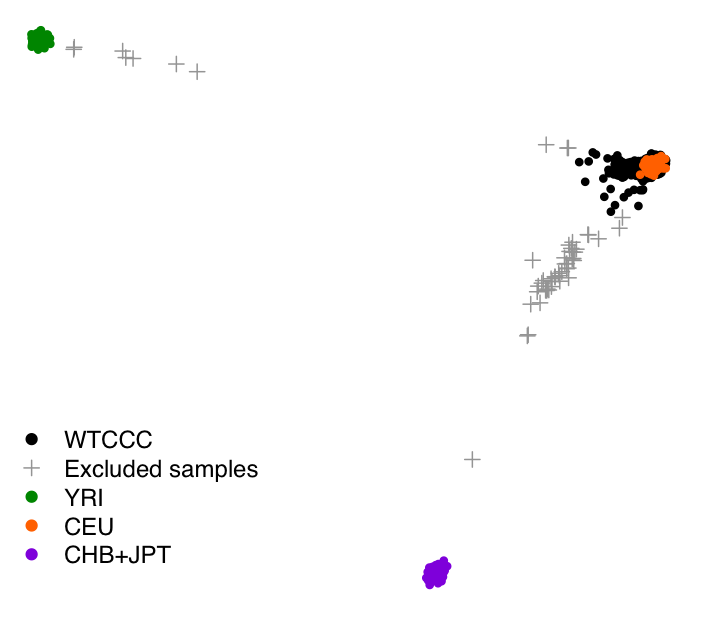 WTCCC
Excluded samples
YRI
CEU
CHB+JPT